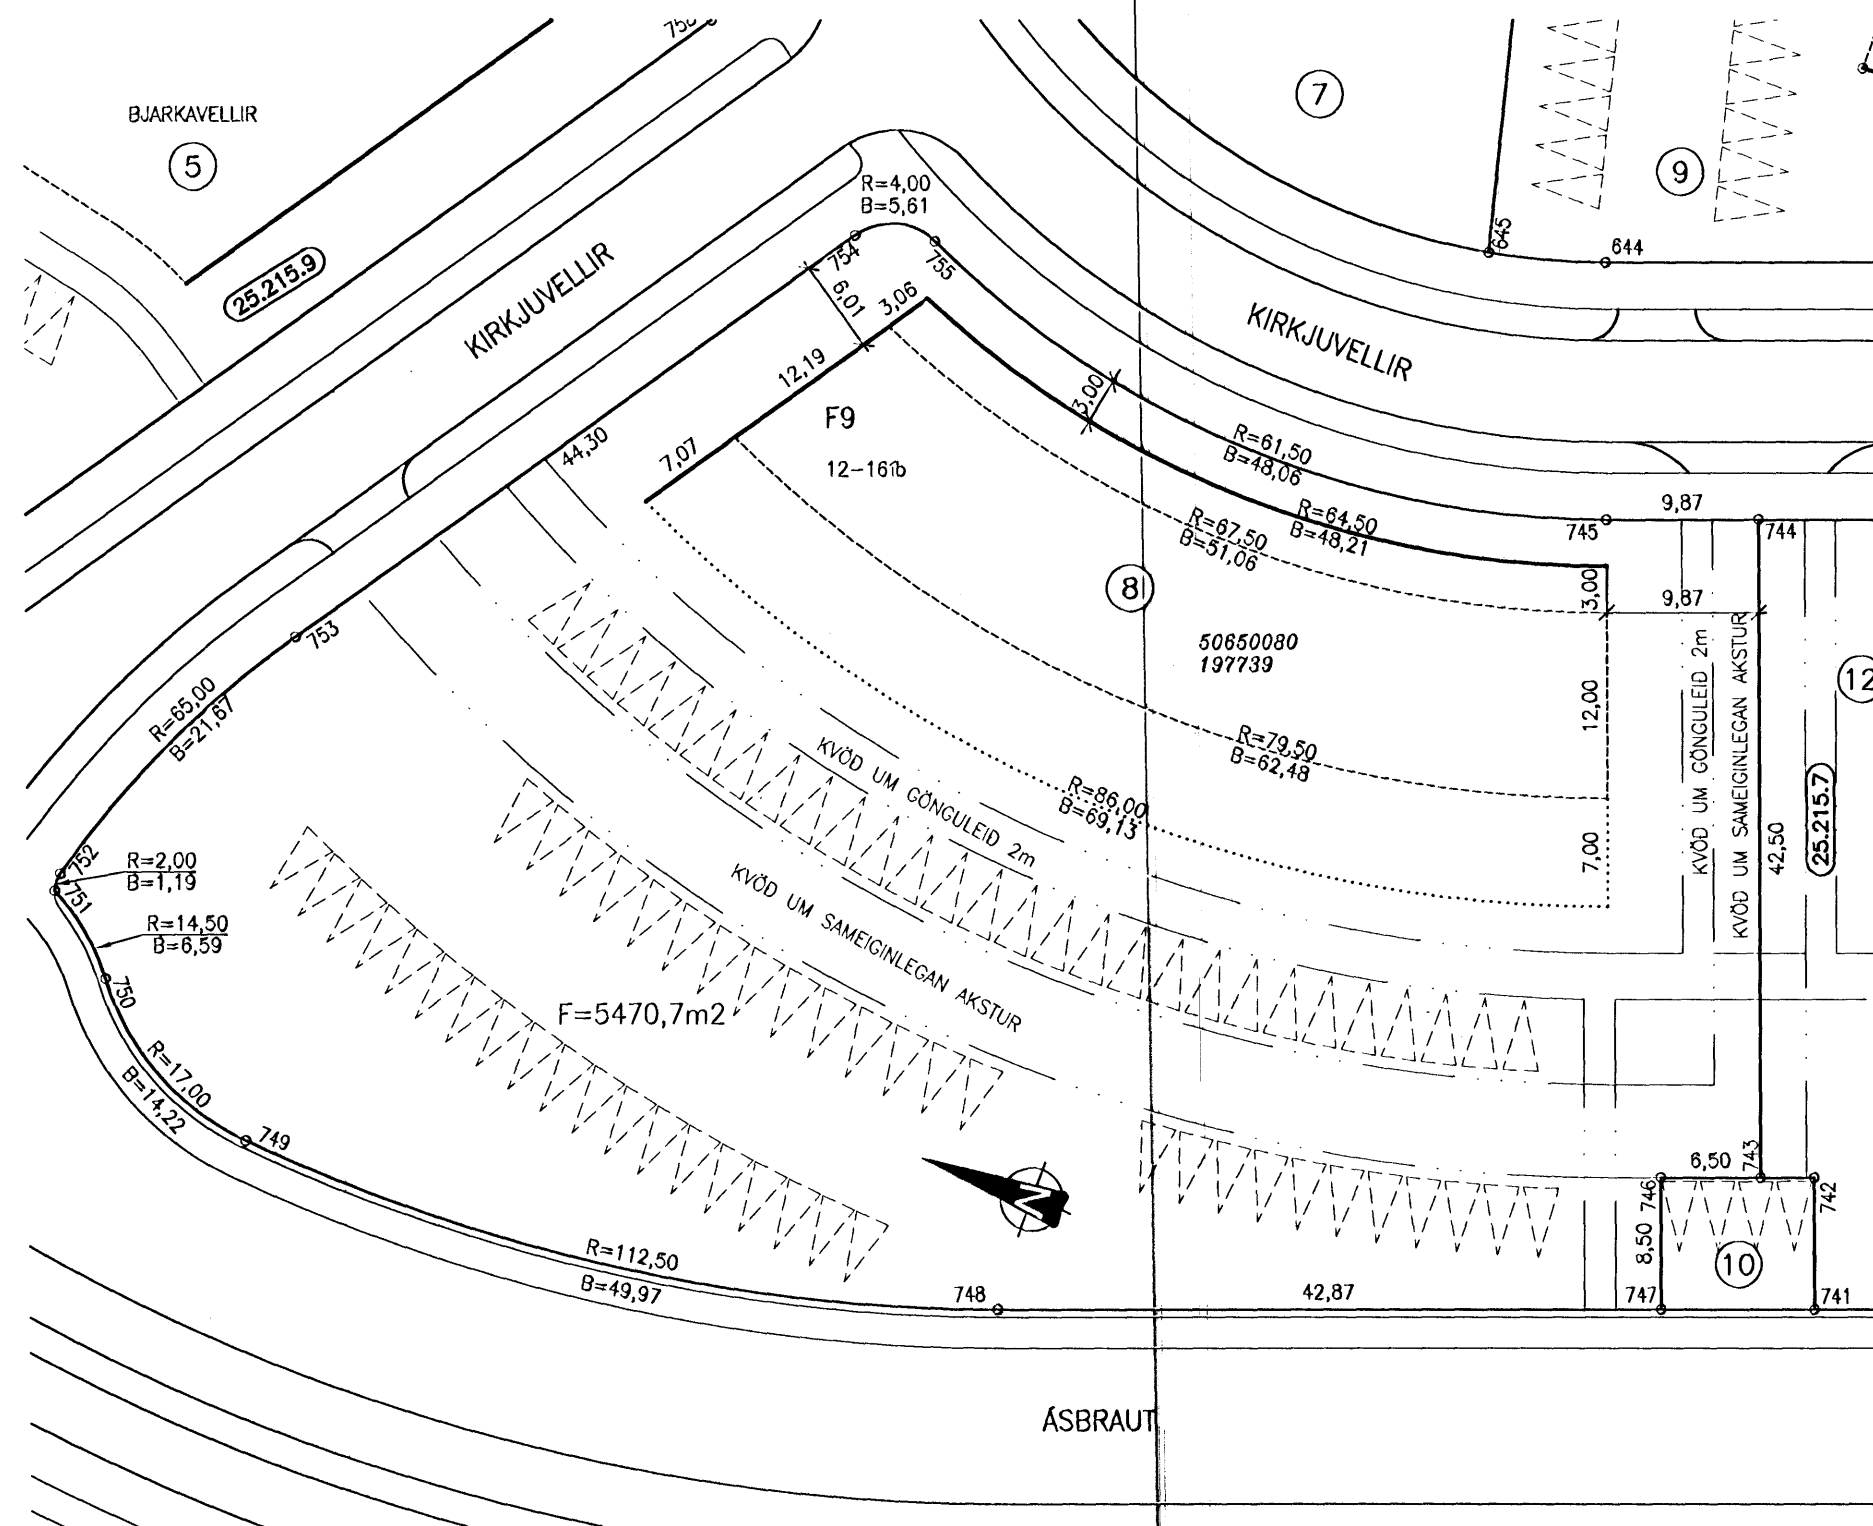 BJARKAVELLIR
5
7
9
645
644
25.215.9
KIRKJUVELLIR
R=4,00
B=5,61
754
755
6,01
3,06
12,19
7,07
44,30
F9
12-16íb
KIRKJUVELLIR
3,00
R=61,50
B=48,06
R=64,50
B=48,21
R=67,50
B=51,06
745
9,87
744
8
3,00
9,87
50650080
197739
12
753
R=65,00
B=21,67
12,00
R=79,50
B=62,48
KVÖÐ UM GÖNGULEIÐ 2m
KVÖÐ UM SAMEIGINLEGAN AKSTUR
42,50
25.215.7
R=86,00
B=69,13
7,00
KVÖÐ UM GÖNGULEIÐ 2m
KVÖÐ UM SAMEIGINLEGAN AKSTUR
752
R=2,00
B=1,19
751
R=14,50
B=6,59
750
F=5470,7m2
R=17,00
B=14,22
749
N
6,50
743
746
742
8,50
10
R=112,50
B=49,97
748
42,87
747
741
ÁSBRAUT